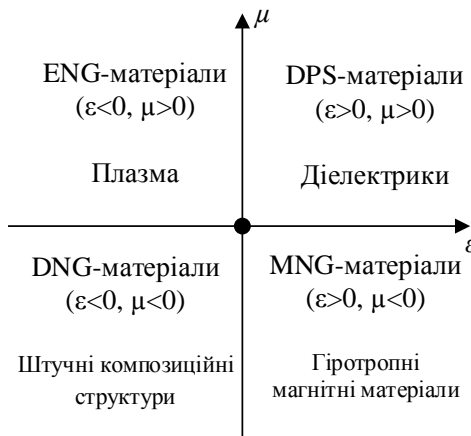 μ
ENG-матеріали
(ε<0, μ>0)
Плазма
DPS-матеріали
(ε>0, μ>0)
Діелектрики
ε
DNG-матеріали
(ε<0, μ<0)
Штучні композиційні
структури
MNG-матеріали
(ε>0, μ<0)
Гіротропні
магнітні матеріали